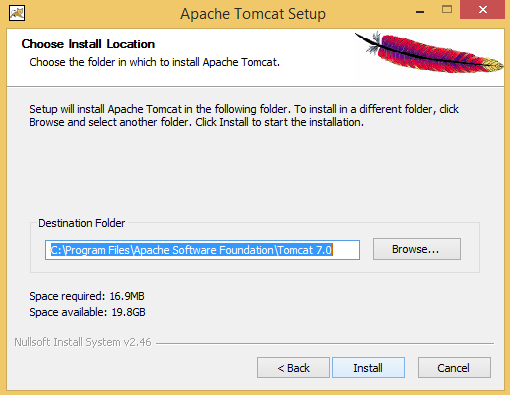 Apache Tomcat Setup
Choose Install Location
Choose the folder in which to install Apache Tomcat.
Setup will install Apache Tomcat in the following folder. To install in a different folder, click
Browse and select another folder. Click Install to start the installation.
Destination Folder
C:\Program Files\Apache Software Foundation\Tomcat 7.0
Browse...
Space required: 16.9MB
Space available: 19.8GB
Nullsoft Install System v2.46
< Back
Install
Cancel